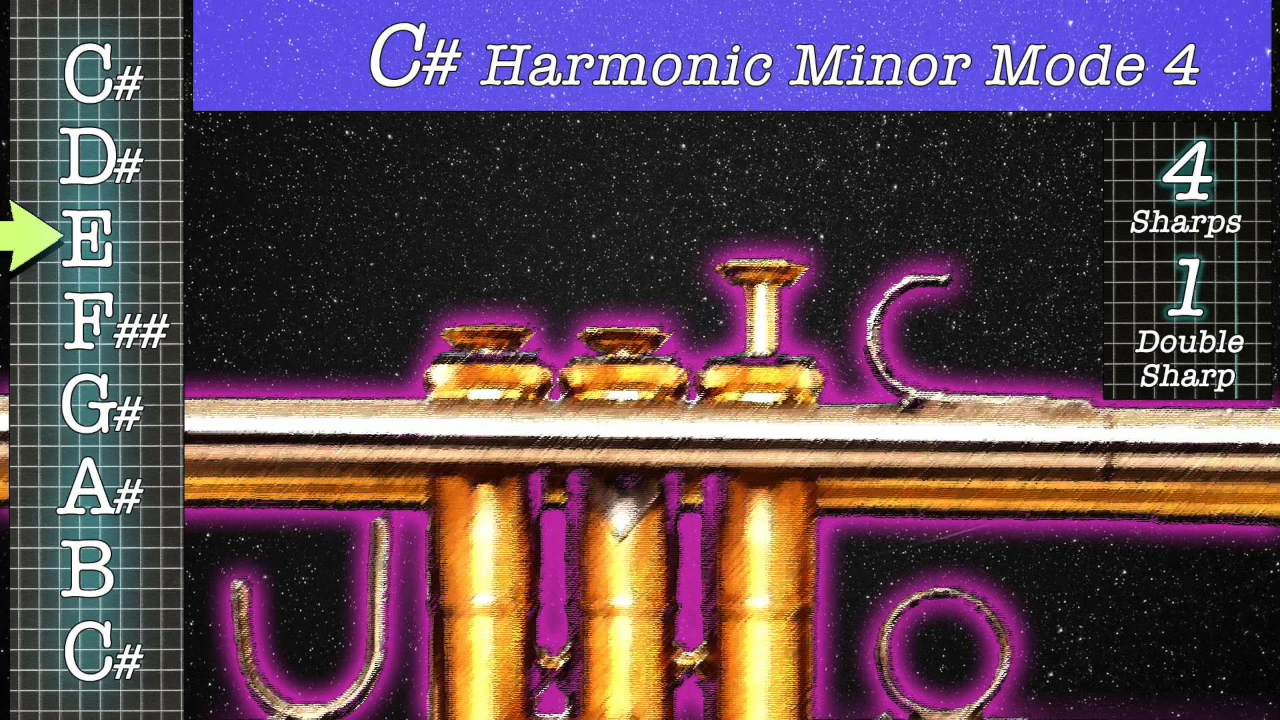 C# Harmonic Minor Mode 4
C#
D#
E
F##
G#
A#
B
C#
4
Sharps
1
Double
Sharp